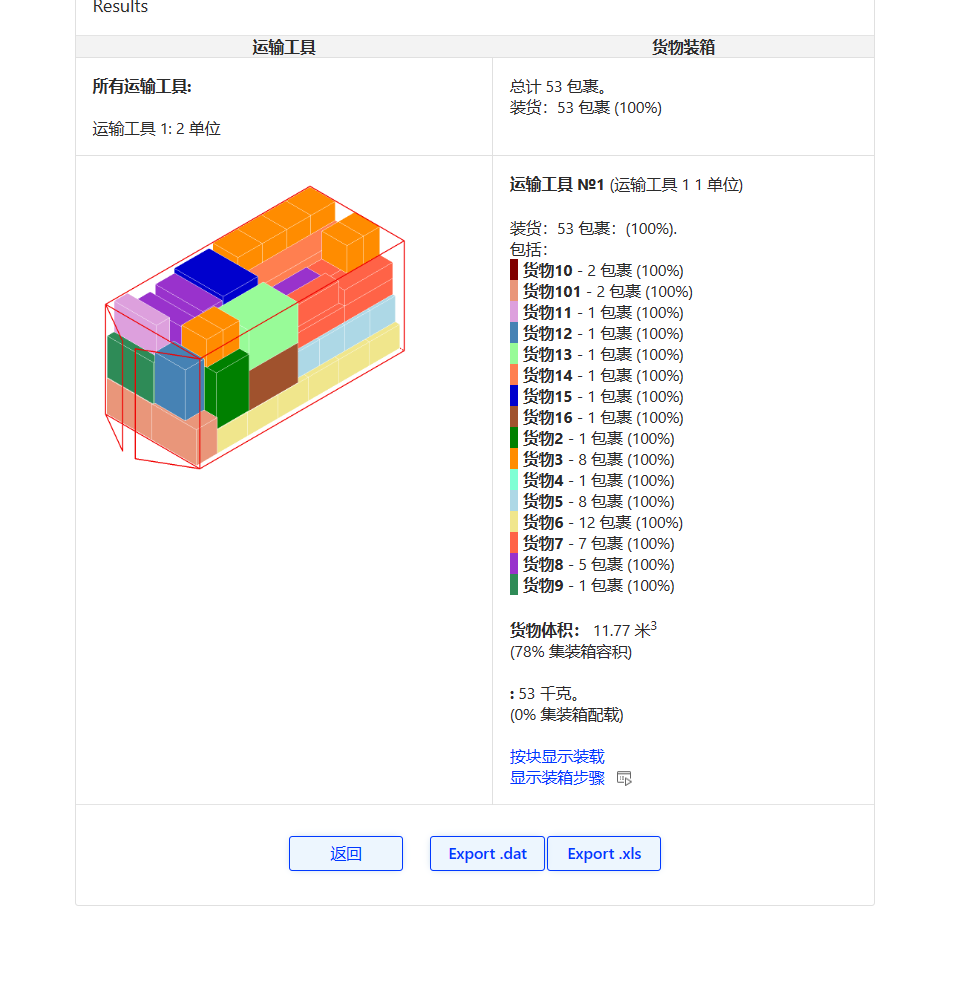 Results
运输工具
货物装箱
所有运输工具:
运输工具 1: 2 单位
总计 53 包裹。
装货：53 包裹 (100%)
运输工具 №1 (运输工具 1 1 单位)
装货：53 包裹：(100%).
包括：
货物10 - 2 包裹 (100%)
货物101 - 2 包裹 (100%)
货物11 - 1 包裹 (100%)
货物12 - 1 包裹 (100%)
货物13 - 1 包裹 (100%)
货物14 - 1 包裹 (100%)
货物15 - 1 包裹 (100%)
货物16 - 1 包裹 (100%)
货物2 - 1 包裹 (100%)
货物3 - 8 包裹 (100%)
货物4 - 1 包裹 (100%)
货物5 - 8 包裹 (100%)
货物6 - 12 包裹 (100%)
货物7 - 7 包裹 (100%)
货物8 - 5 包裹 (100%)
货物9 - 1 包裹 (100%)
货物体积： 11.77 米³
(78% 集装箱容积)
: 53 千克。
(0% 集装箱配载)
按块显示装载
显示装箱步骤
返回
Export .dat
Export .xls